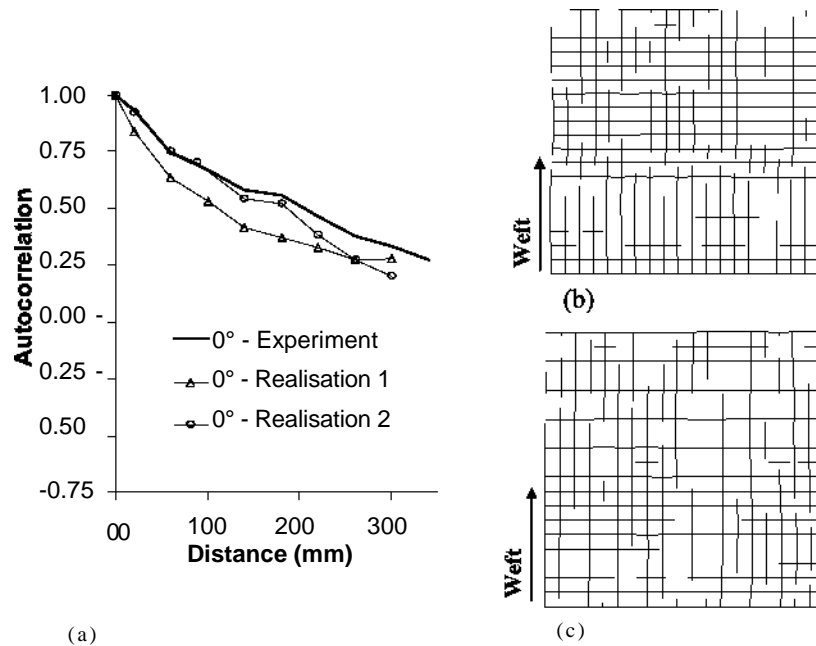 1.00
0.75
0.50
0.25
0.00 -
0.25 -
0.50
-0.75
Autocorrelation
0° - Experiment
0° - Realisation 1
0° - Realisation 2
00 100 200 300
Distance (mm)
(a)
Weft
(b)
Weft
(c)